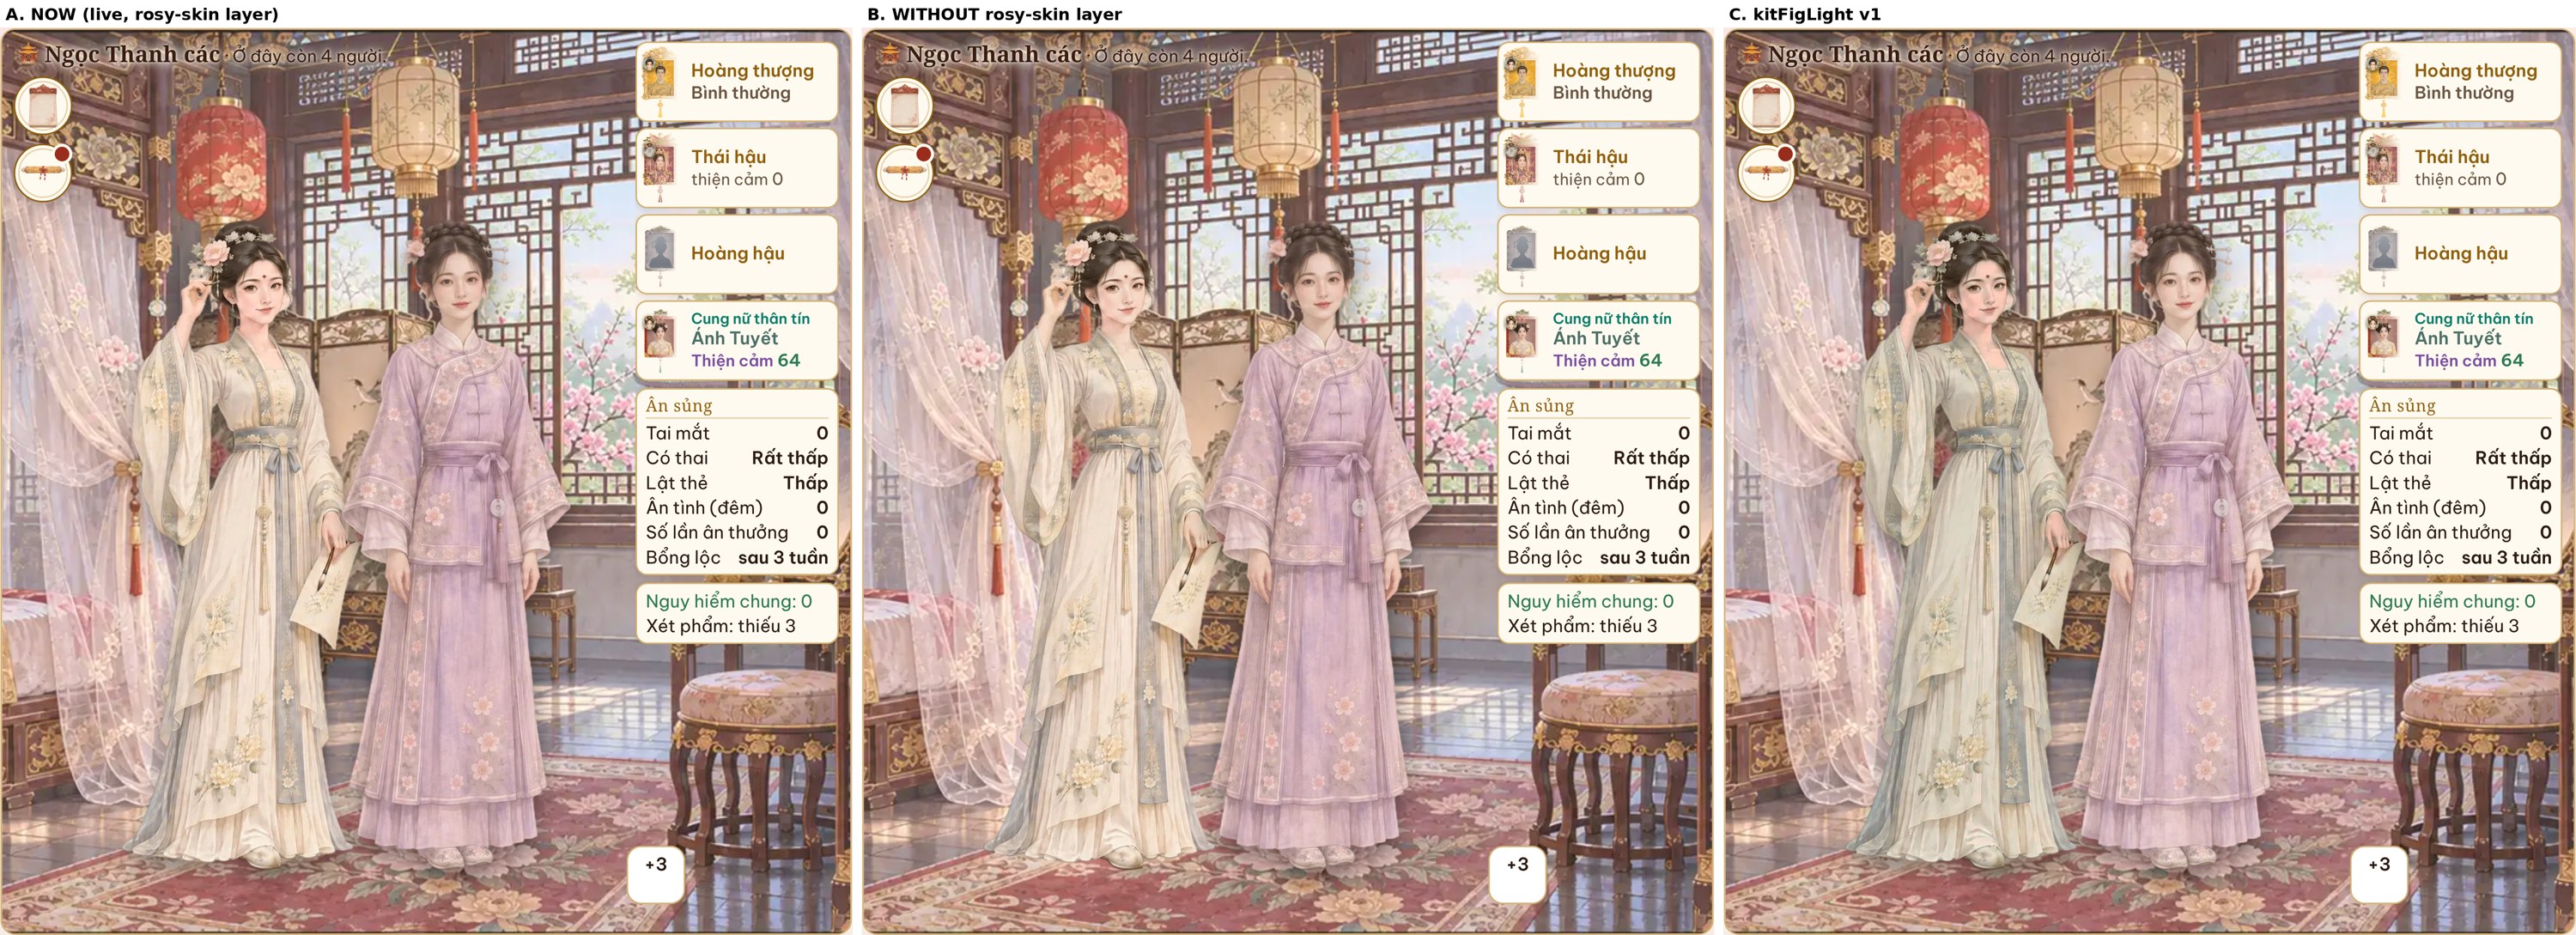 A. NOW (live, rosy-skin layer)
Ngọc Thanh các · Ở đây còn 4 người.
Hoàng thượng
Bình thường
Thái hậu
thiện cảm 0
Hoàng hậu
Cung nữ thân tín
Ánh Tuyết
Thiện cảm 64
Ân sủng
Tai mắt 0
Có thai Rất thấp
Lật thẻ Thấp
Ân tình (đêm) 0
Số lần ân thưởng 0
Bổng lộc sau 3 tuần
Nguy hiểm chung: 0
Xét phẩm: thiếu 3
+3
B. WITHOUT rosy-skin layer
Ngọc Thanh các · Ở đây còn 4 người.
Hoàng thượng
Bình thường
Thái hậu
thiện cảm 0
Hoàng hậu
Cung nữ thân tín
Ánh Tuyết
Thiện cảm 64
Ân sủng
Tai mắt 0
Có thai Rất thấp
Lật thẻ Thấp
Ân tình (đêm) 0
Số lần ân thưởng 0
Bổng lộc sau 3 tuần
Nguy hiểm chung: 0
Xét phẩm: thiếu 3
+3
C. kitFigLight v1
Ngọc Thanh các · Ở đây còn 4 người.
Hoàng thượng
Bình thường
Thái hậu
thiện cảm 0
Hoàng hậu
Cung nữ thân tín
Ánh Tuyết
Thiện cảm 64
Ân sủng
Tai mắt 0
Có thai Rất thấp
Lật thẻ Thấp
Ân tình (đêm) 0
Số lần ân thưởng 0
Bổng lộc sau 3 tuần
Nguy hiểm chung: 0
Xét phẩm: thiếu 3
+3